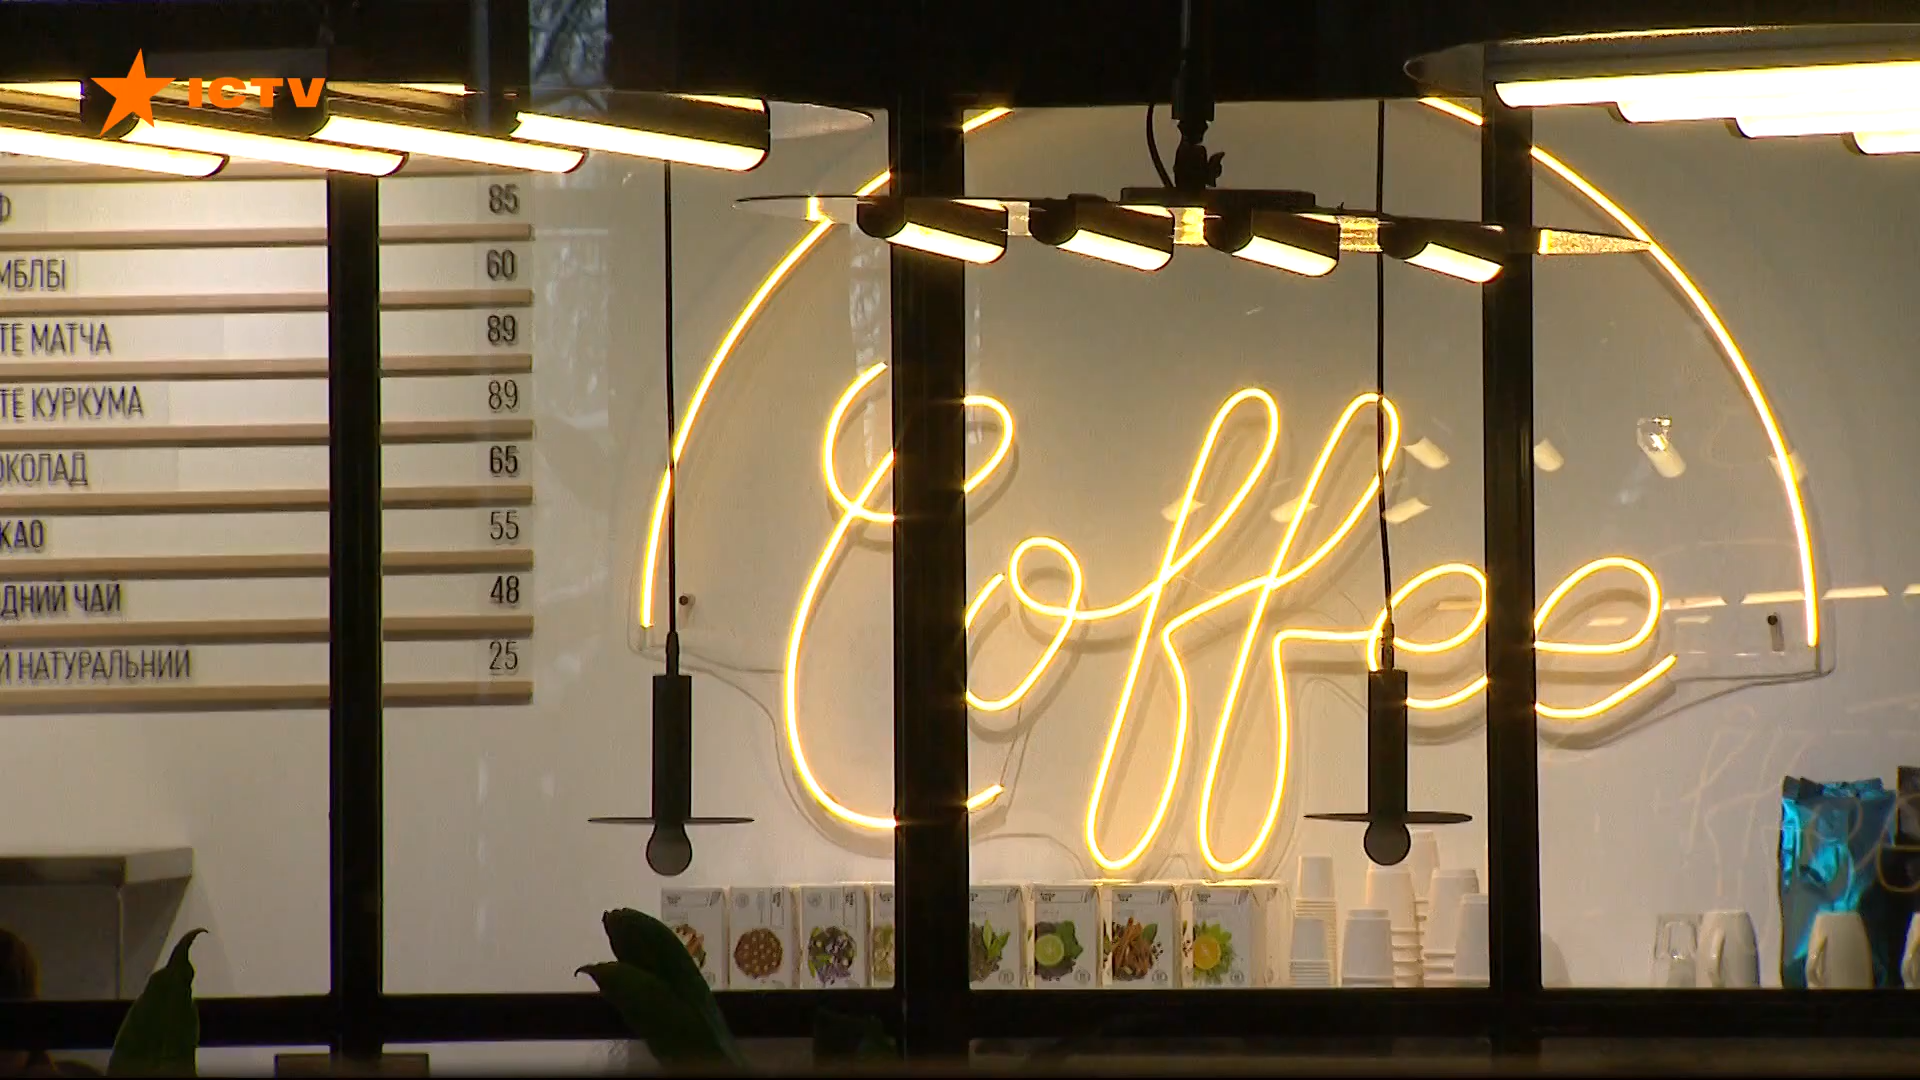 ICTV
Ф 85
МБЛБІ 60
ТЕ МАТЧА 89
ТЕ КУРКУМА 89
ОКОЛАД 65
КАО 55
ДНИЙ ЧАЙ 48
Й НАТУРАЛЬНИЙ 25
Coffee